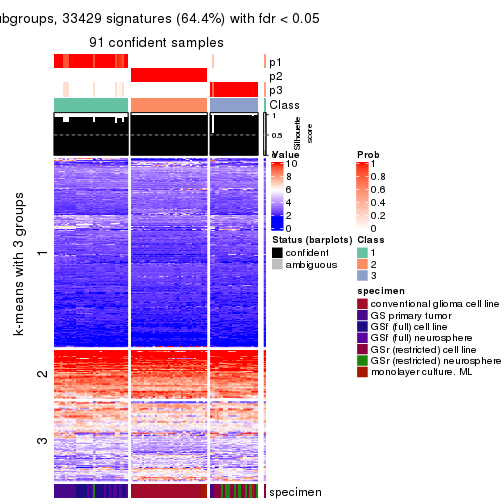 ubgroups, 33429 signatures (64.4%) with fdr < 0.05
91 confident samples
p1
p2
p3
Class
1
0.5
0
Silhouette
score
Value
10
8
6
4
2
0
Prob
1
0.8
0.6
0.4
0.2
0
Status (barplots)
confident
ambiguous
Class
1
2
3
specimen
conventional glioma cell line
GS primary tumor
GSf (full) cell line
GSf (full) neurosphere
GSr (restricted) cell line
GSr (restricted) neurosphere
monolayer culture. ML
k-means with 3 groups
1
2
3
specimen